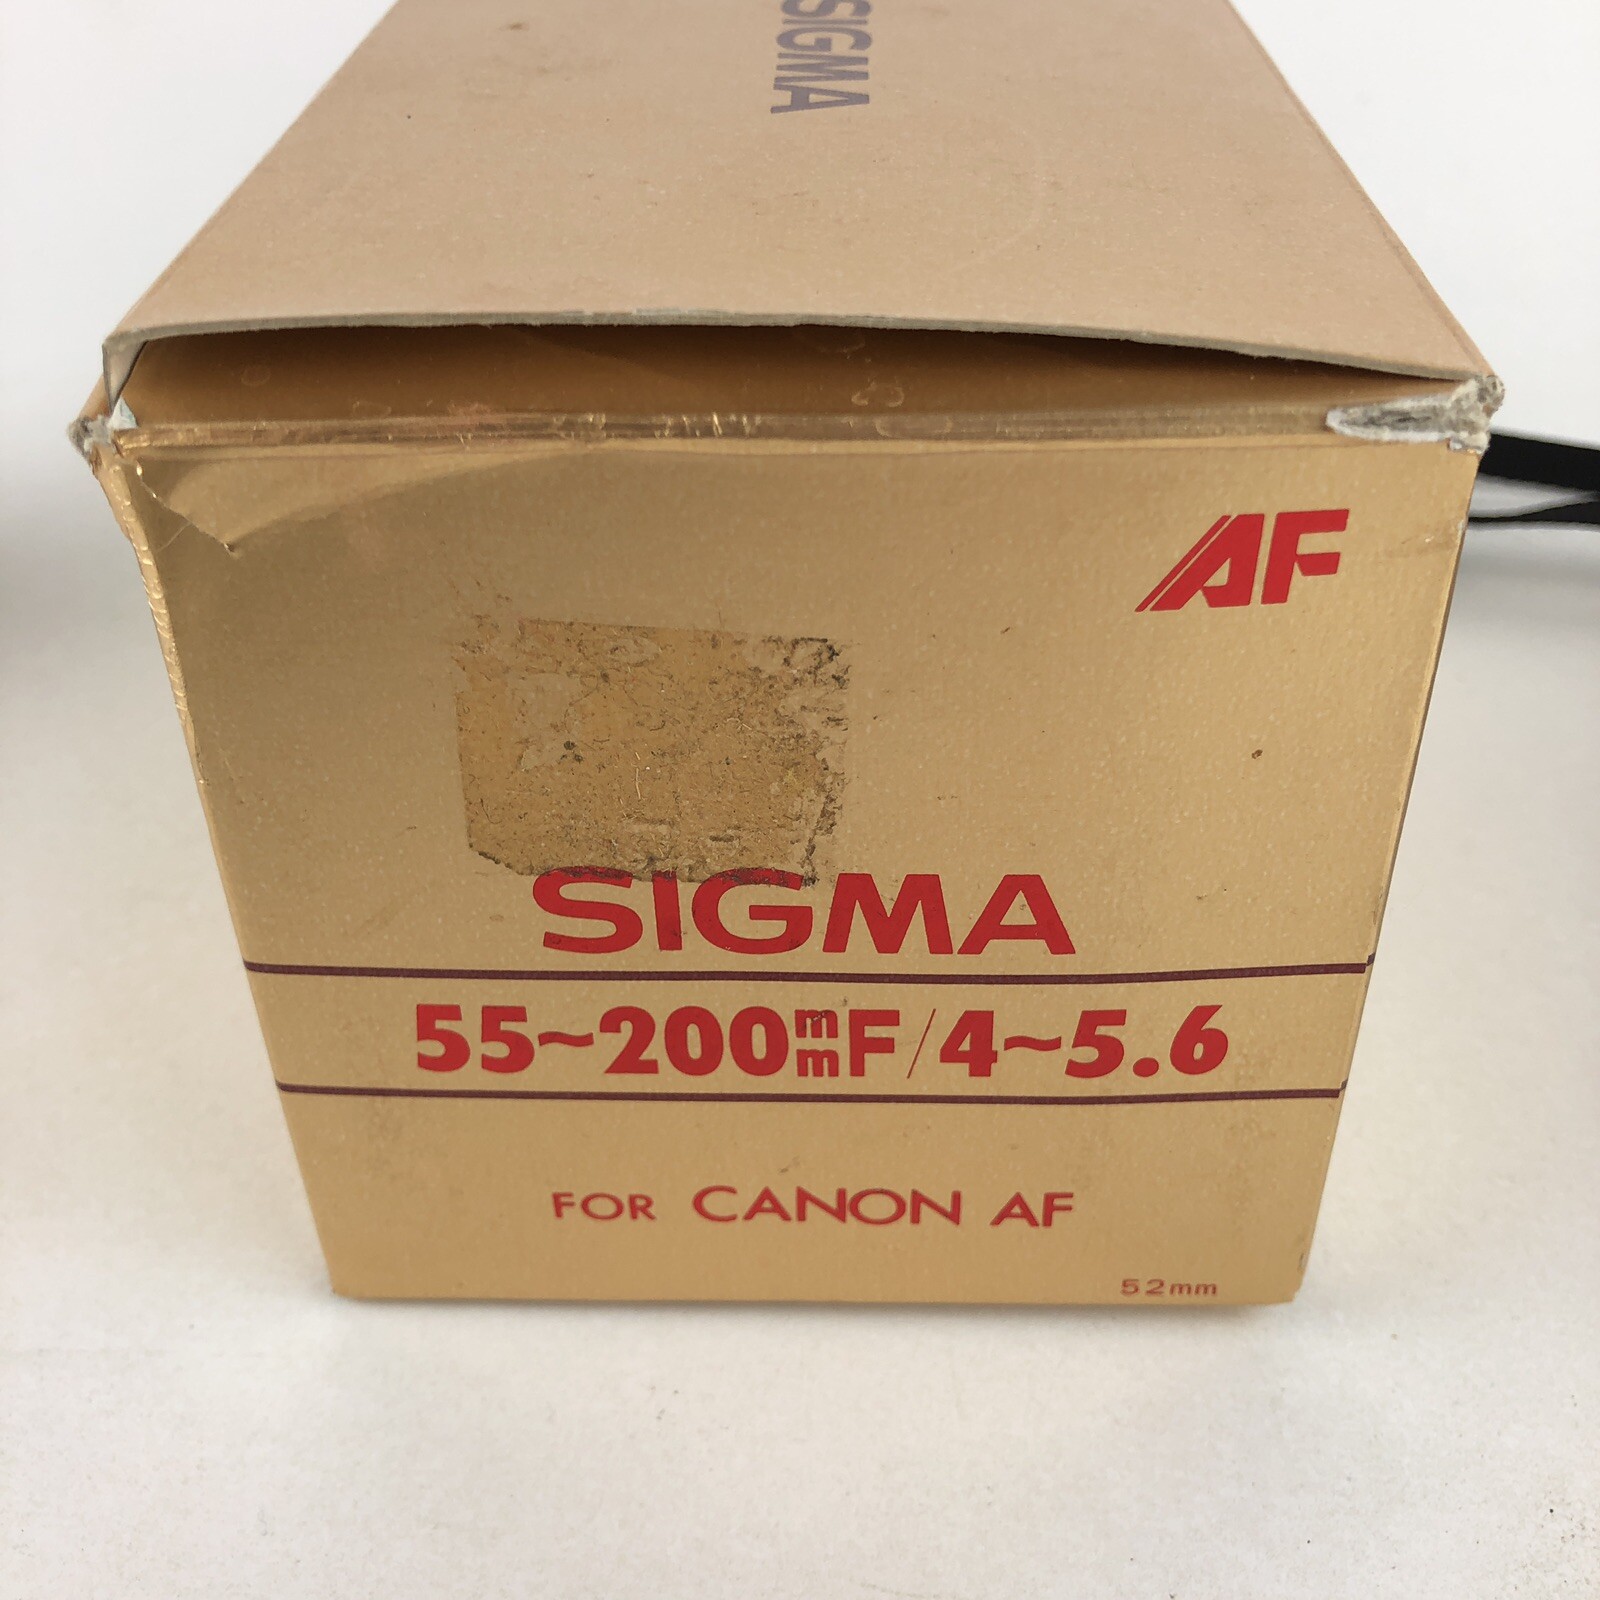 SIGMA
AF
SIGMA
55~200mm F/4~5.6
FOR CANON AF
52mm